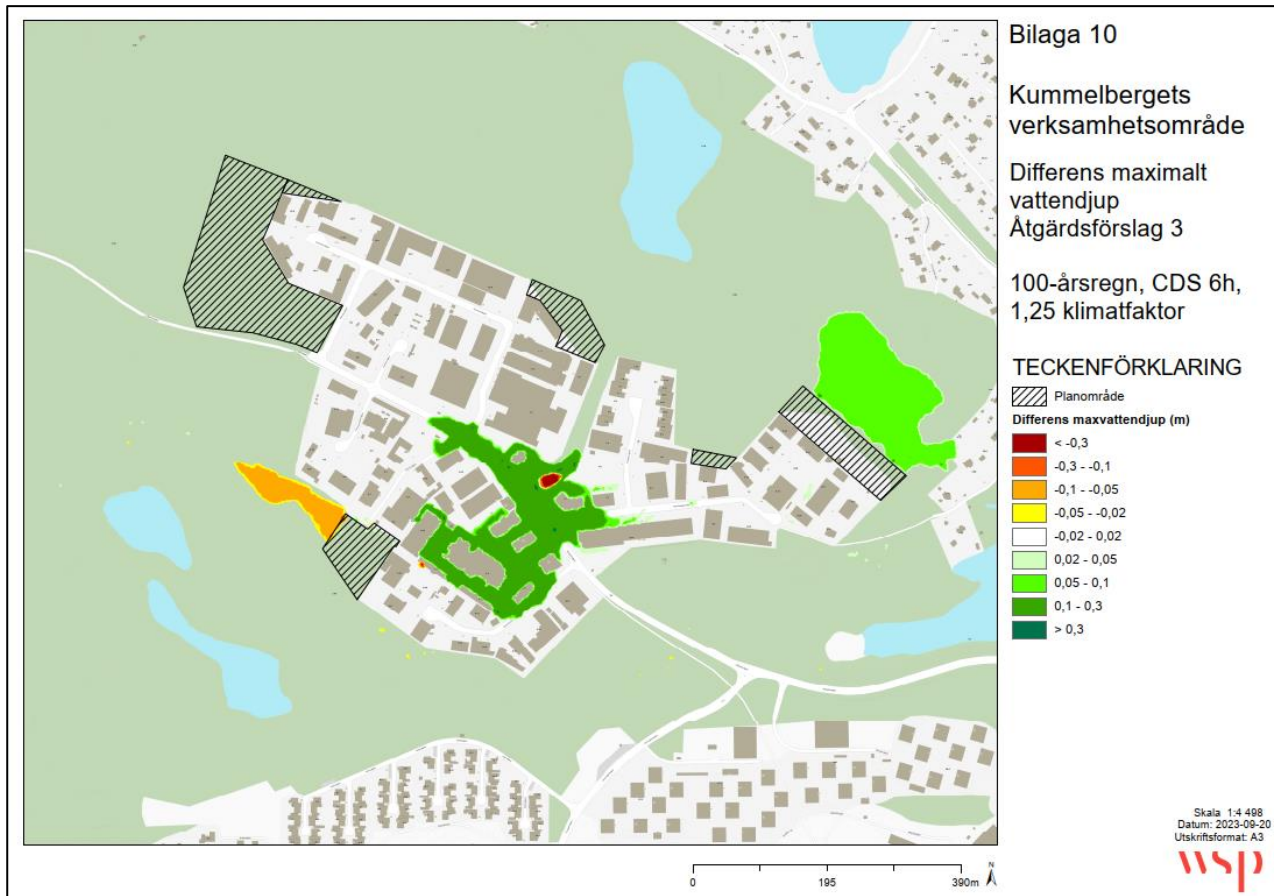 Bilaga 10
Kummelbergets
verksamhetsområde
Differens maximalt
vattendjup
Åtgärdsförslag 3
100-årsregn, CDS 6h,
1,25 klimatfaktor
TECKENFÖRKLARING
Planområde
Differens maxvattendjup (m)
< -0,3
-0,3 - -0,1
-0,1 - -0,05
-0,05 - -0,02
-0,02 - 0,02
0,02 - 0,05
0,05 - 0,1
0,1 - 0,3
> 0,3
Skala 1:4 498
Datum: 2023-09-20
Utskriftsformat: A3
wsp
N
0 195 390m